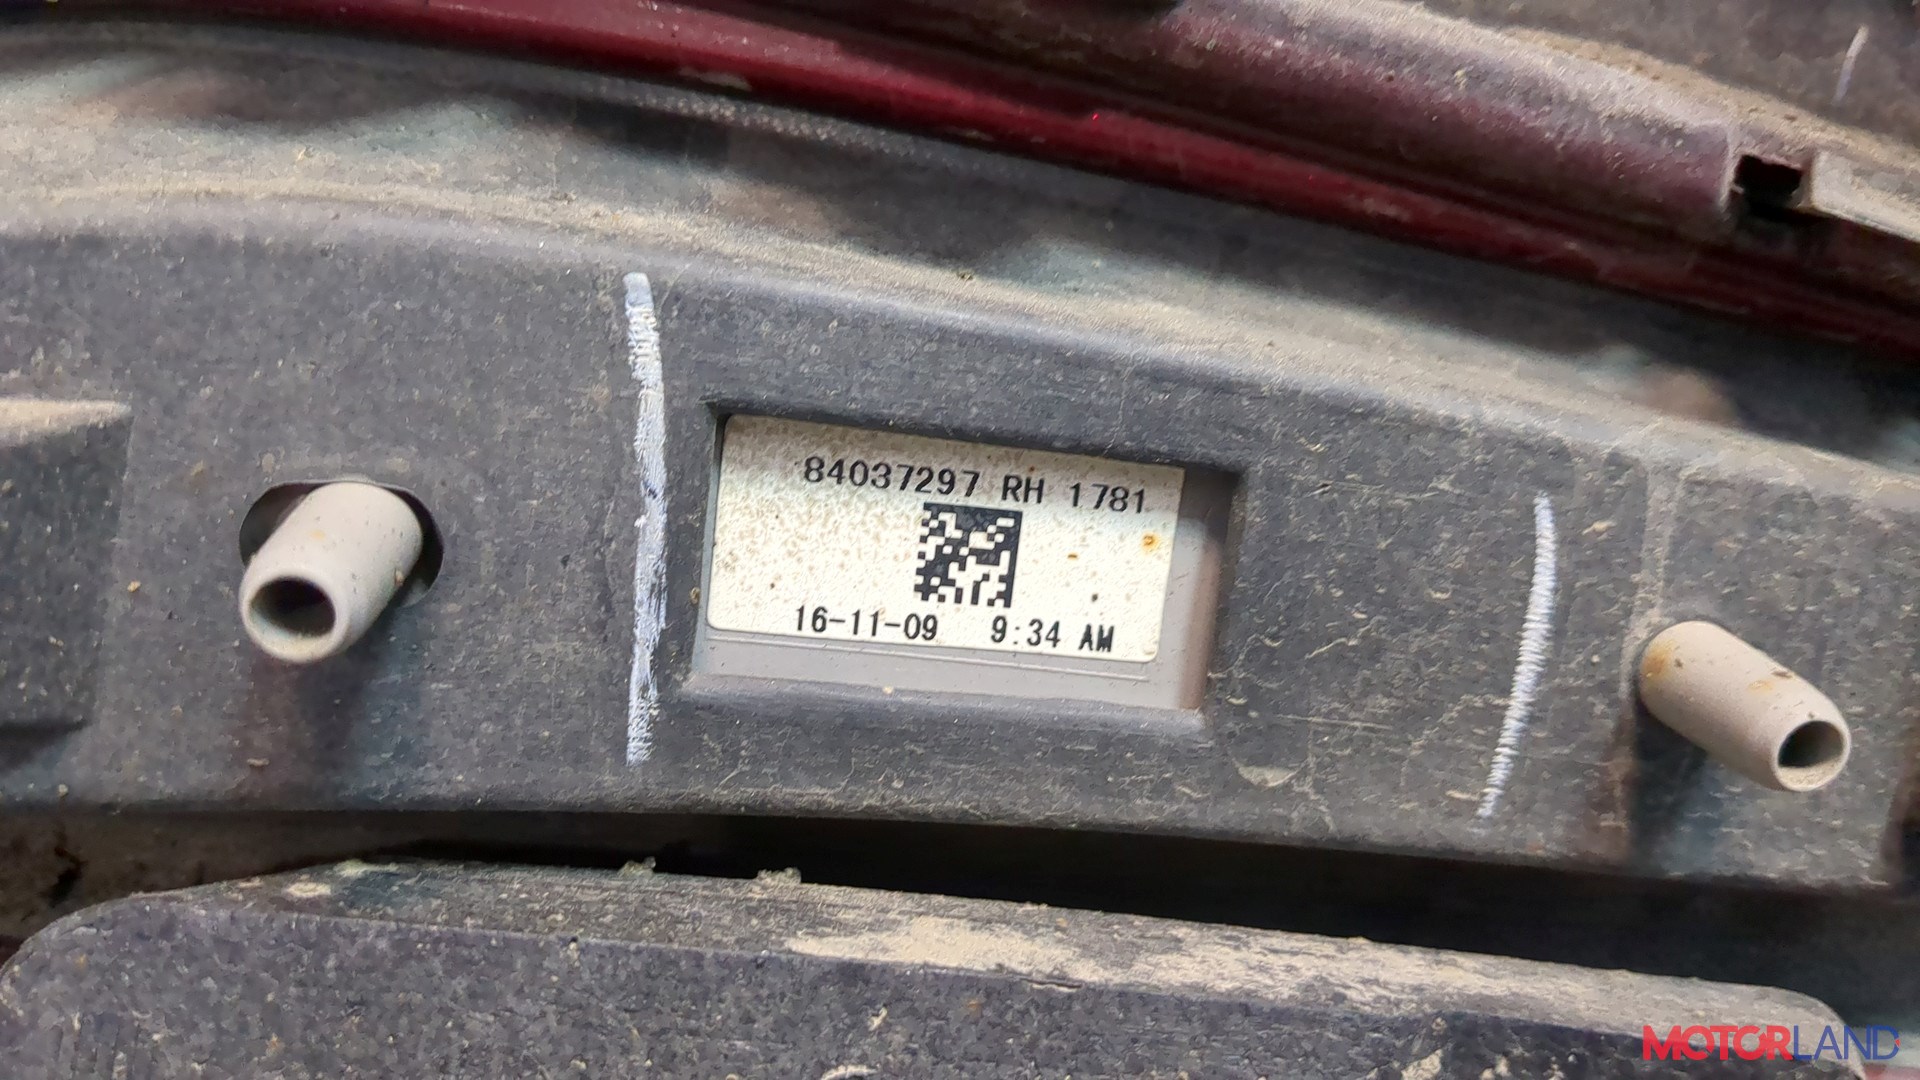 84037297 RH 1781
16-11-09 9:34 AM
MOTORLAND